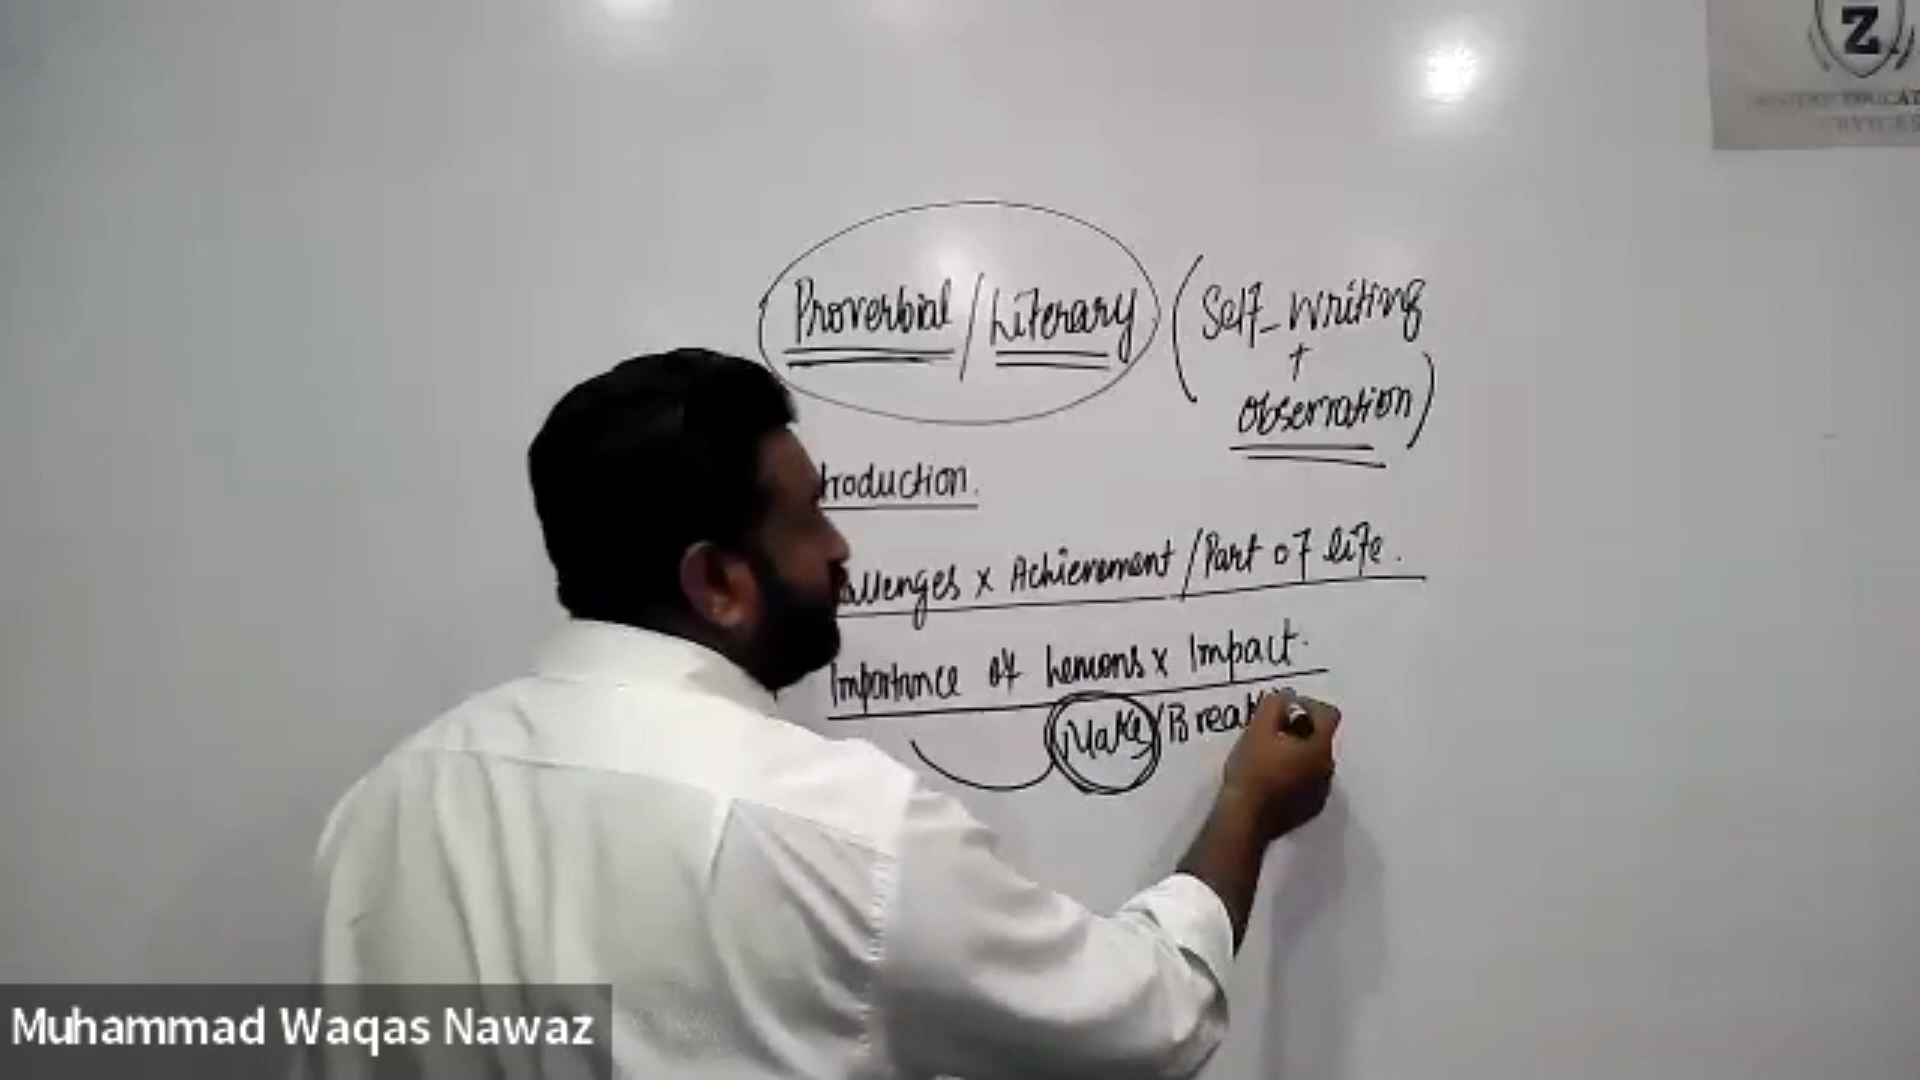 Z
Proverbial / Literary (Self-Writing
+
Observation)
troduction.
allenges x Achievement / Part of life.
Importance of Lemons x Impact.
Make / Break
Muhammad Waqas Nawaz